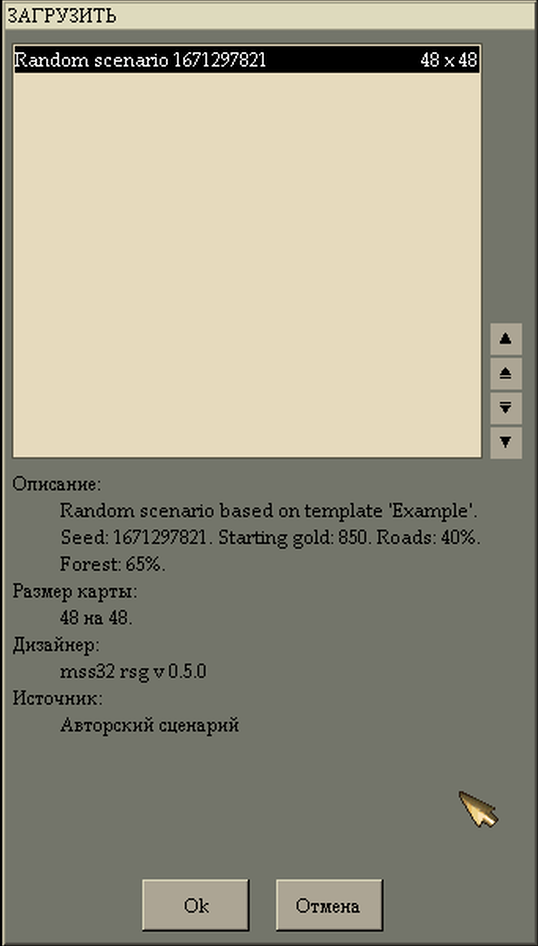 ЗАГРУЗИТЬ
Random scenario 1671297821 48 x 48
Описание:
Random scenario based on template 'Example'.
Seed: 1671297821. Starting gold: 850. Roads: 40%.
Forest: 65%.
Размер карты:
48 на 48.
Дизайнер:
mss32 rsg v 0.5.0
Источник:
Авторский сценарий
Ok Отмена